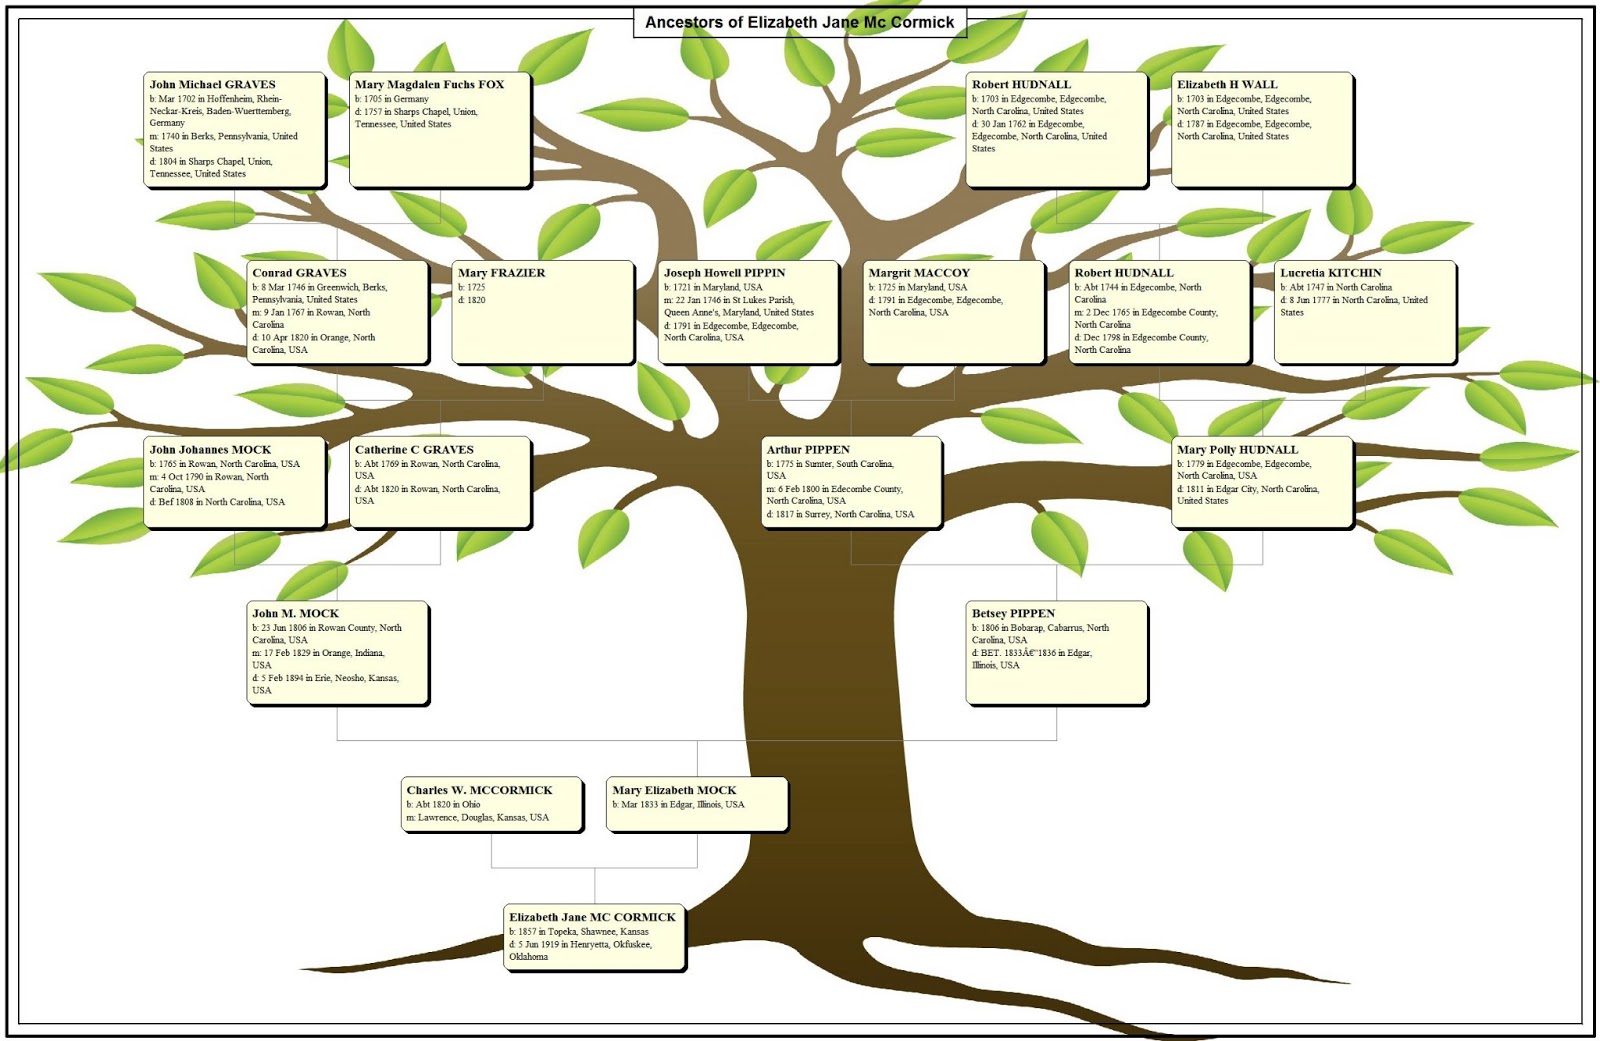 Ancestors of Elizabeth Jane Mc Cormick
John Michael GRAVES
b: Mar 1702 in Hoffenheim, Rhein-
Neckar-Kreis, Baden-Wuerttemberg,
Germany
m: 1740 in Berks, Pennsylvania, United
States
d: 1804 in Sharps Chapel, Union,
Tennessee, United States
Mary Magdalen Fuchs FOX
b: 1705 in Germany
d: 1757 in Sharps Chapel, Union,
Tennessee, United States
Robert HUDNALL
b: 1703 in Edgecombe, Edgecombe,
North Carolina, United States
d: 30 Jan 1762 in Edgecombe,
Edgecombe, North Carolina, United
States
Elizabeth H WALL
b: 1703 in Edgecombe, Edgecombe,
North Carolina, United States
d: 1787 in Edgecombe, Edgecombe,
North Carolina, United States
Conrad GRAVES
b: 8 Mar 1746 in Greenwich, Berks,
Pennsylvania, United States
m: 9 Jan 1767 in Rowan, North
Carolina
d: 10 Apr 1820 in Orange, North
Carolina, USA
Mary FRAZIER
b: 1725
d: 1820
Joseph Howell PIPPIN
b: 1721 in Maryland, USA
m: 22 Jan 1746 in St Lukes Parish,
Queen Anne's, Maryland, United States
d: 1791 in Edgecombe, Edgecombe,
North Carolina, USA
Margrit MACCOY
b: 1725 in Maryland, USA
d: 1791 in Edgecombe, Edgecombe,
North Carolina, USA
Robert HUDNALL
b: Abt 1744 in Edgecombe, North
Carolina
m: 2 Dec 1765 in Edgecombe County,
North Carolina
d: Dec 1798 in Edgecombe County,
North Carolina
Lucretia KITCHIN
b: Abt 1747 in North Carolina
d: 8 Jun 1777 in North Carolina, United
States
John Johannes MOCK
b: 1765 in Rowan, North Carolina, USA
m: 4 Oct 1790 in Rowan, North
Carolina, USA
d: Bef 1808 in North Carolina, USA
Catherine C GRAVES
b: Abt 1769 in Rowan, North Carolina,
USA
d: Abt 1820 in Rowan, North Carolina,
USA
Arthur PIPPEN
b: 1775 in Sumter, South Carolina,
USA
m: 6 Feb 1800 in Edecombe County,
North Carolina, USA
d: 1817 in Surrey, North Carolina, USA
Mary Polly HUDNALL
b: 1779 in Edgecombe, Edgecombe,
North Carolina, USA
d: 1811 in Edgar City, North Carolina,
United States
John M. MOCK
b: 23 Jun 1806 in Rowan County, North
Carolina, USA
m: 17 Feb 1829 in Orange, Indiana,
USA
d: 5 Feb 1894 in Erie, Neosho, Kansas,
USA
Betsey PIPPEN
b: 1806 in Bobarap, Cabarrus, North
Carolina, USA
d: BET. 1833Â€“1836 in Edgar,
Illinois, USA
Charles W. MCCORMICK
b: Abt 1820 in Ohio
m: Lawrence, Douglas, Kansas, USA
Mary Elizabeth MOCK
b: Mar 1833 in Edgar, Illinois, USA
Elizabeth Jane MC CORMICK
b: 1857 in Topeka, Shawnee, Kansas
d: 5 Jun 1919 in Henryetta, Okfuskee,
Oklahoma